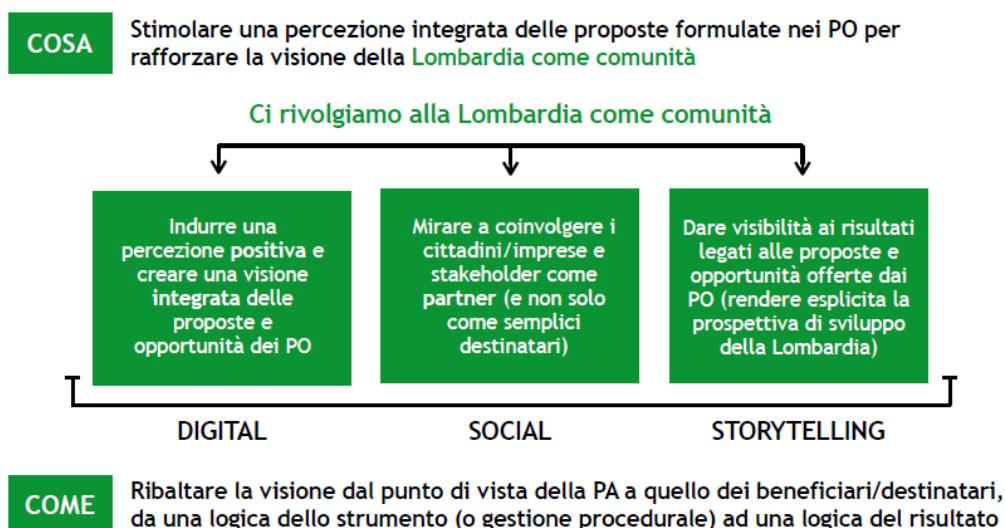 COSA
Stimolare una percezione integrata delle proposte formulate nei PO per
rafforzare la visione della Lombardia come comunità
Ci rivolgiamo alla Lombardia come comunità
Indurre una
percezione positiva e
creare una visione
integrata delle
proposte e
opportunità dei PO
Mirare a coinvolgere i
cittadini/imprese e
stakeholder come
partner (e non solo
come semplici
destinatari)
Dare visibilità ai risultati
legati alle proposte e
opportunità offerte dai
PO (rendere esplicita la
prospettiva di sviluppo
della Lombardia)
DIGITAL
SOCIAL
STORYTELLING
COME
Ribaltare la visione dal punto di vista della PA a quello dei beneficiari/destinatari,
da una logica dello strumento (o gestione procedurale) ad una logica del risultato.